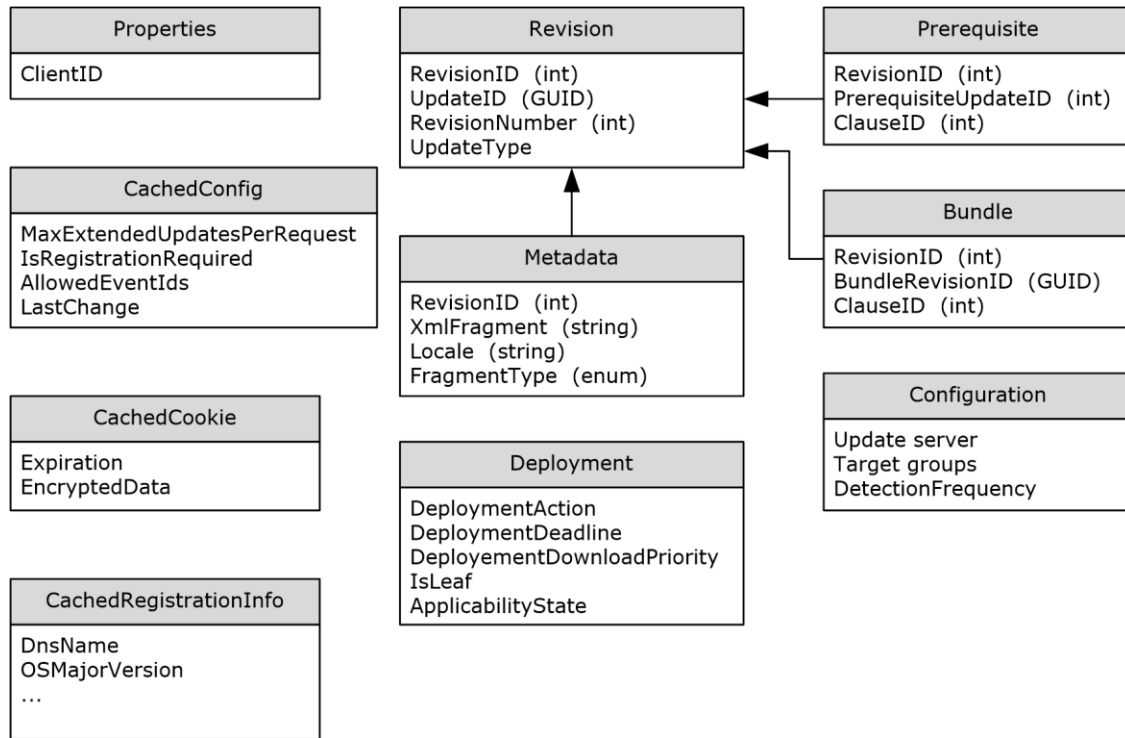 Properties
ClientID
CachedConfig
MaxExtendedUpdatesPerRequest
IsRegistrationRequired
AllowedEventIds
LastChange
CachedCookie
Expiration
EncryptedData
CachedRegistrationInfo
DnsName
OSMajorVersion
...
Revision
RevisionID (int)
UpdateID (GUID)
RevisionNumber (int)
UpdateType
Metadata
RevisionID (int)
XmlFragment (string)
Locale (string)
FragmentType (enum)
Deployment
DeploymentAction
DeploymentDeadline
DeployementDownloadPriority
IsLeaf
ApplicabilityState
Prerequisite
RevisionID (int)
PrerequisiteUpdateID (int)
ClauseID (int)
Bundle
RevisionID (int)
BundleRevisionID (GUID)
ClauseID (int)
Configuration
Update server
Target groups
DetectionFrequency